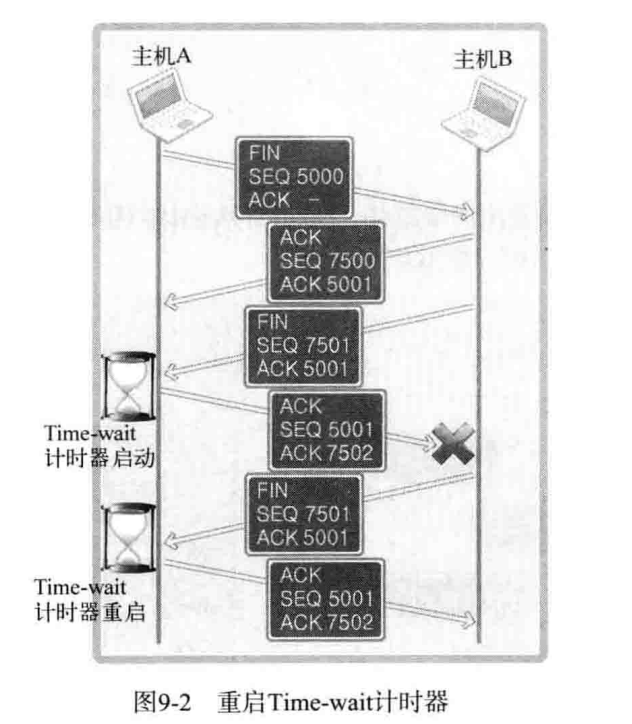 主机A
主机B
FIN
SEQ 5000
ACK －
ACK
SEQ 7500
ACK 5001
FIN
SEQ 7501
ACK 5001
Time-wait
计时器启动
ACK
SEQ 5001
ACK 7502
FIN
SEQ 7501
ACK 5001
Time-wait
计时器重启
ACK
SEQ 5001
ACK 7502
图9-2 重启Time-wait计时器